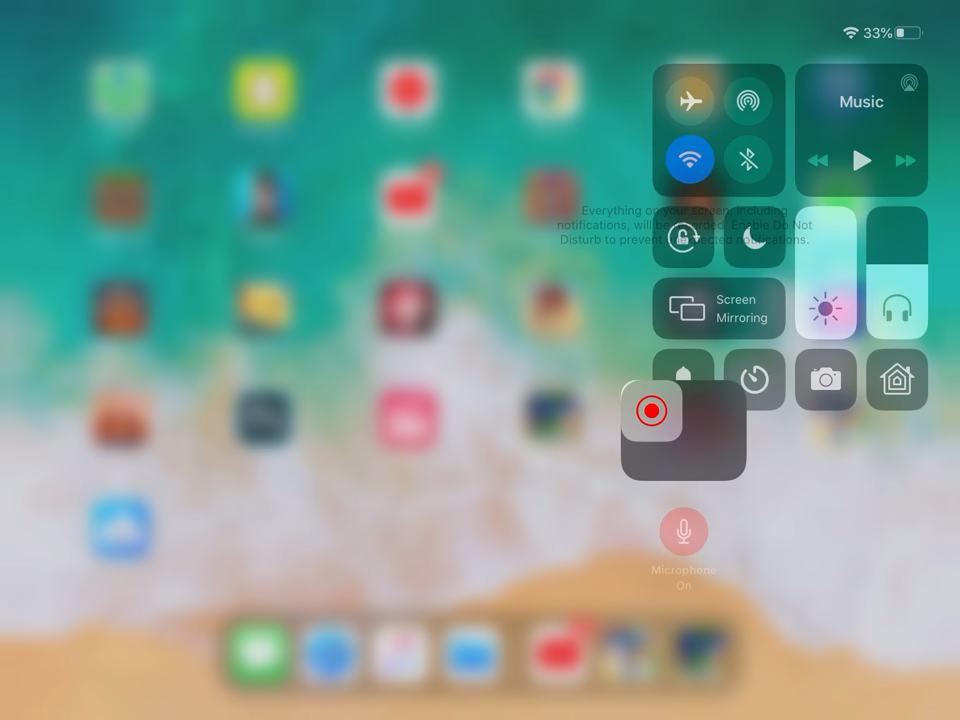 33%
Music
Everything on your screen, including
notifications, will be recorded. Enable Do Not
Disturb to prevent unexpected notifications.
Screen
Mirroring
Microphone
On